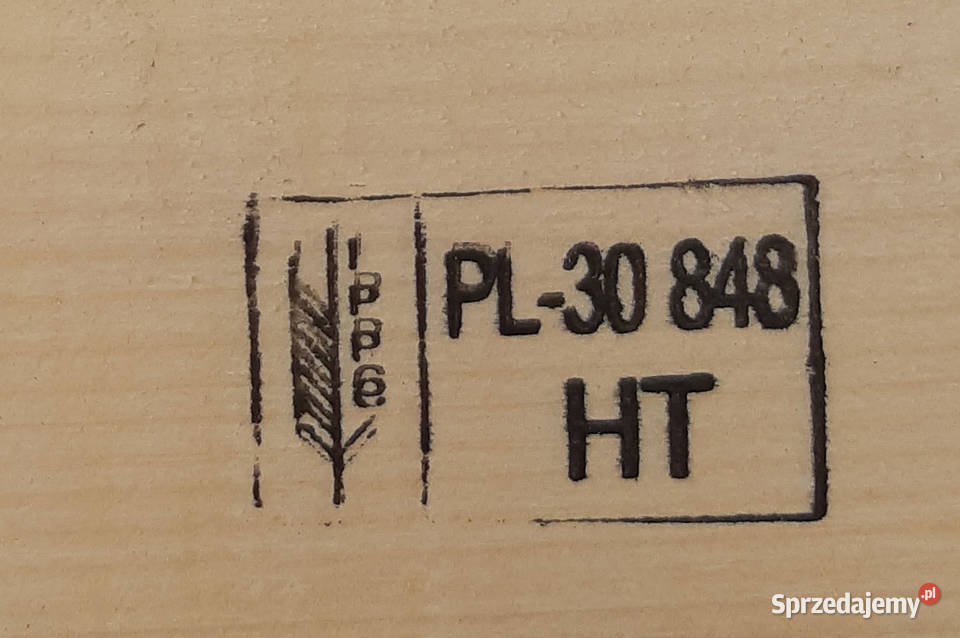 IPPC
PL-30 848
HT
Sprzedajemy.pl